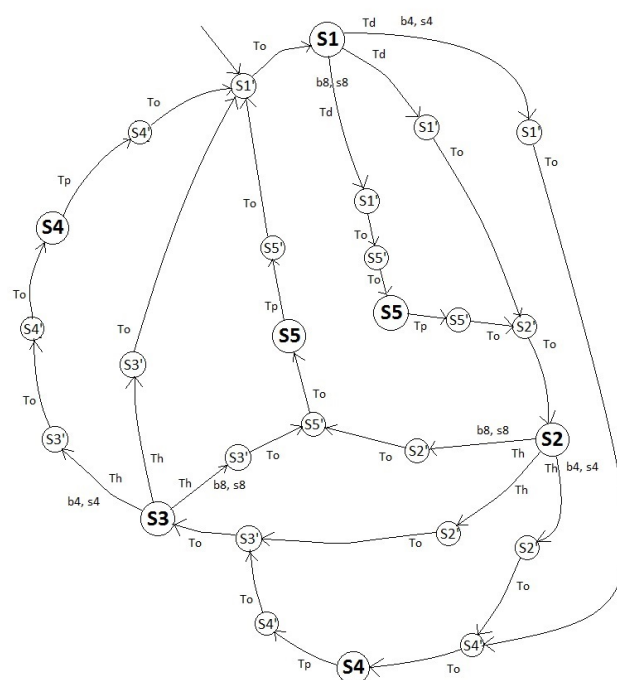 S1
Td
b4, s4
To
Td
b8, s8
S1'
Td
To
S1'
S1'
S4'
To
To
Tp
S1'
To
S4
To
S5'
S5'
To
To
S4'
S5
Tp
S5'
To
S2'
Tp
S5
To
To
S3'
To
To
S5'
b8, s8
S2
S3'
Th
S2'
To
Th
b4, s4
Th
S3'
To
Th
Th
b8, s8
Th
b4, s4
S3
To
S3'
S2'
To
S2'
To
To
S4'
S4'
Tp
S4
To